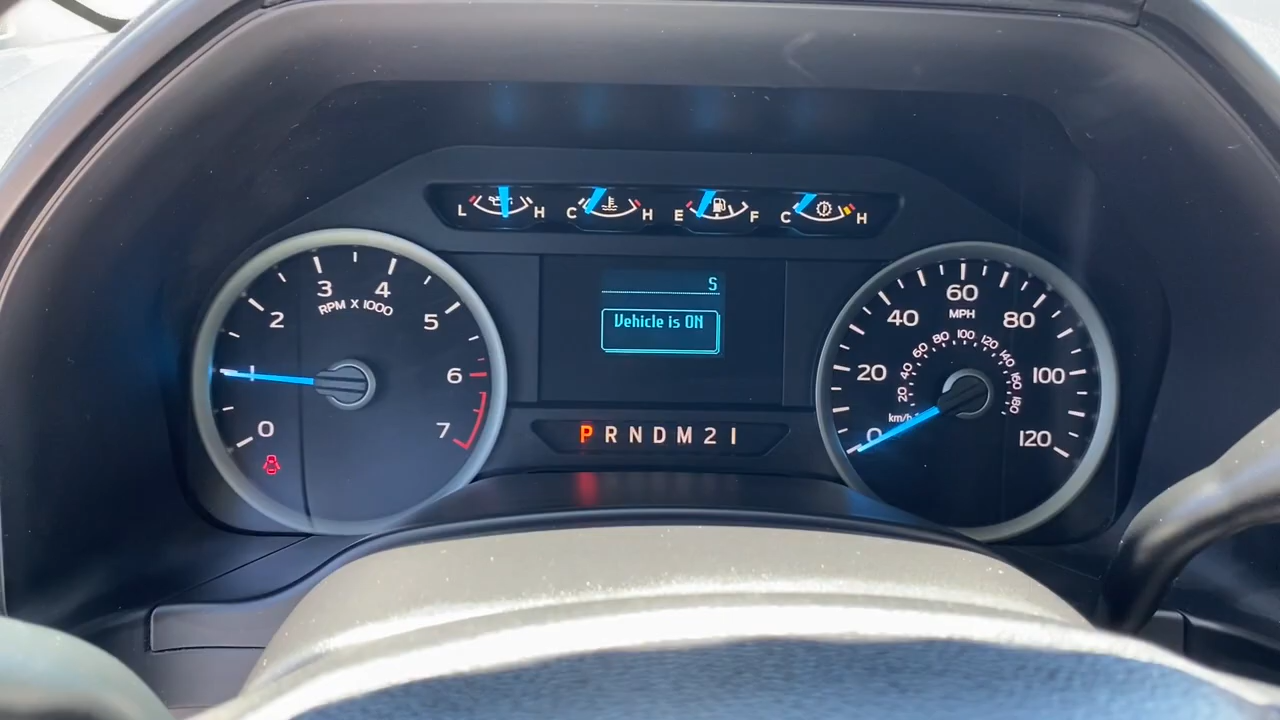 L H C H E F C H
S
Vehicle is ON
0 1 2 3 4 5 6 7
RPM X 1000
0 20 40 60 80 100 120
MPH
20 40 60 80 100 120 140 160 180
km/h
P R N D M 2 1